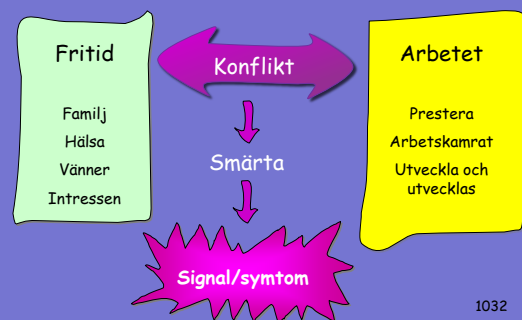 Fritid
Familj
Hälsa
Vänner
Intressen
Konflikt
Smärta
Signal/symtom
Arbetet
Prestera
Arbetskamrat
Utveckla och
utvecklas
1032